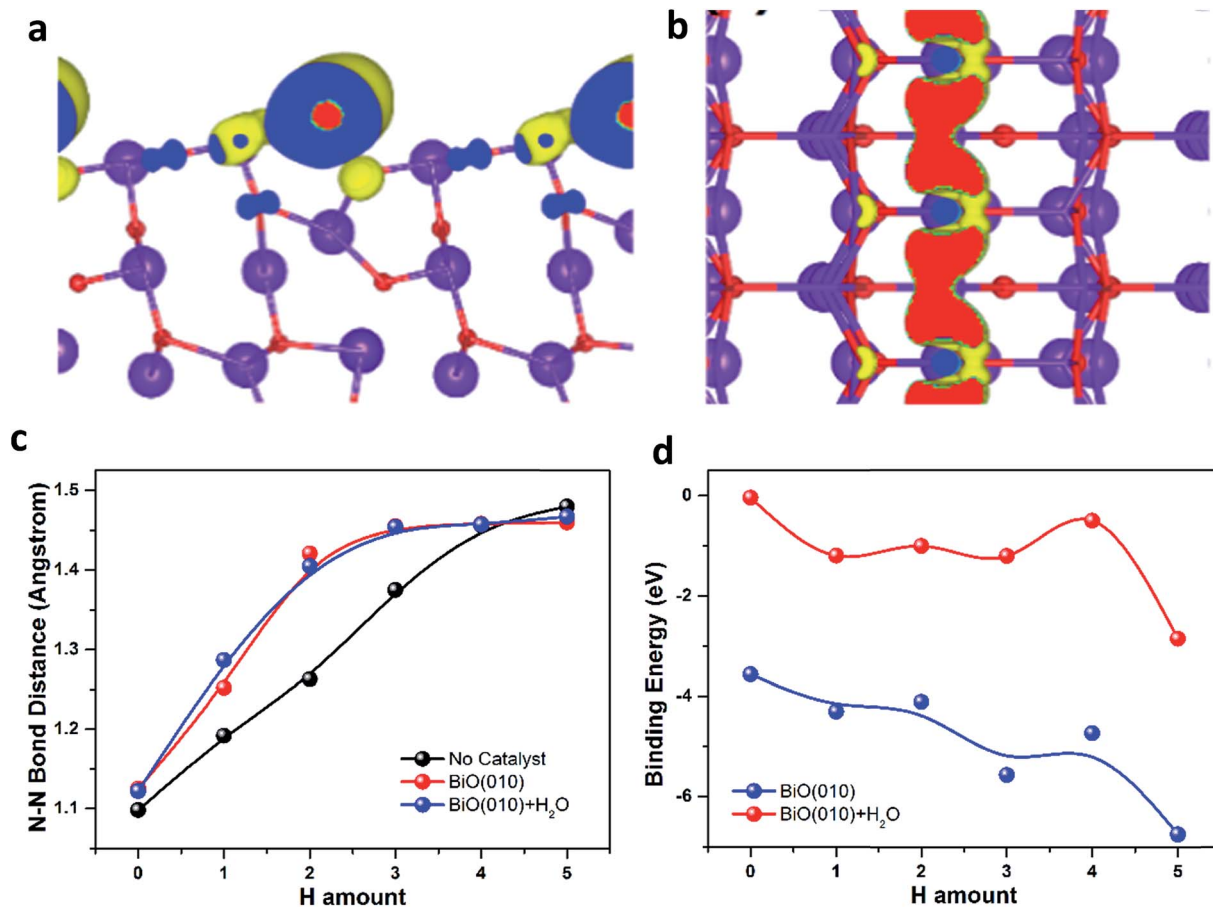 a
b
c
N-N Bond Distance (Angstrom)
1.5
1.4
1.3
1.2
1.1
0 1 2 3 4 5
H amount
No Catalyst
BiO(010)
BiO(010)+H₂O
d
Binding Energy (eV)
0
-2
-4
-6
0 1 2 3 4 5
H amount
BiO(010)
BiO(010)+H₂O